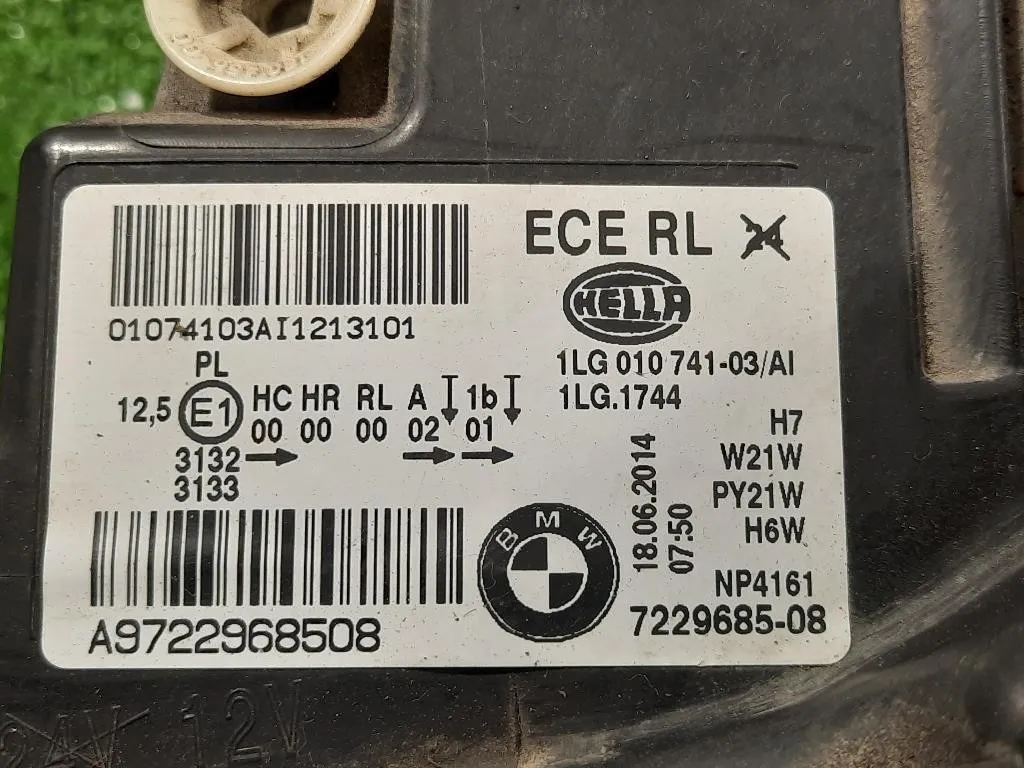 ECE RL 24
HELLA
01074103AI1213101
1LG 010 741-03/AI
1LG.1744
PL
12,5 E1 HC HR RL A 1b
00 00 00 02 01
3132
3133
H7
W21W
PY21W
H6W
18.06.2014
07:50
BMW
NP4161
7229685-08
A9722968508
24V 12V